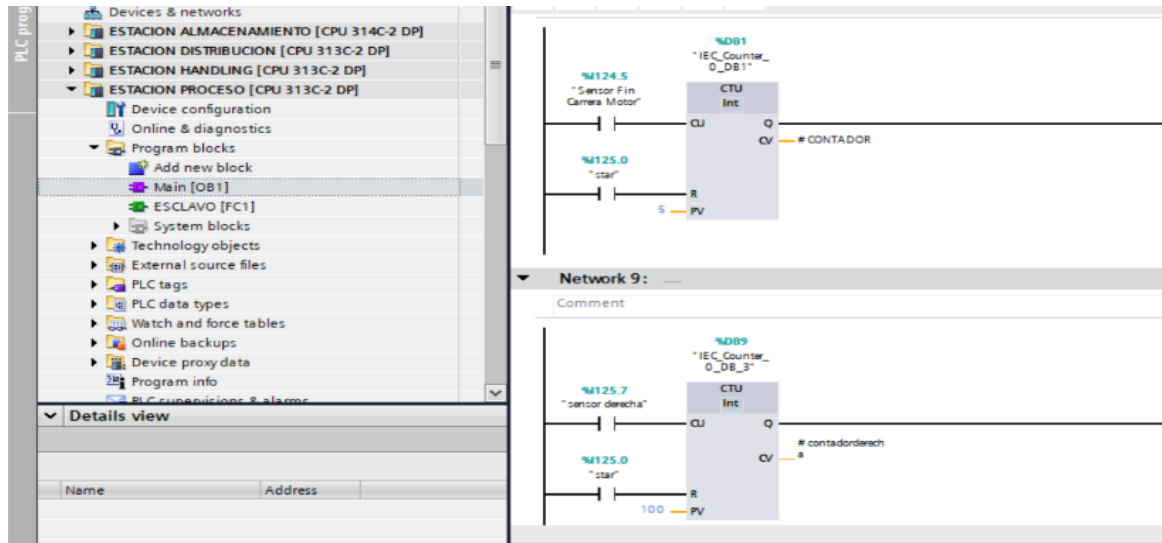 PLC prog
Devices & networks
ESTACION ALMACENAMIENTO [CPU 314C-2 DP]
ESTACION DISTRIBUCION [CPU 313C-2 DP]
ESTACION HANDLING [CPU 313C-2 DP]
ESTACION PROCESO [CPU 313C-2 DP]
Device configuration
Online & diagnostics
Program blocks
Add new block
Main [OB1]
ESCLAVO [FC1]
System blocks
Technology objects
External source files
PLC tags
PLC data types
Watch and force tables
Online backups
Device proxy data
Program info
PLC supervisions & alarms
Details view
Name Address
%DB1
"IEC_Counter_
0_DB1"
%I124.5
"Sensor Fin
Carrera Motor"
CTU
Int
CU Q
CV # CONTADOR
%I125.0
"star"
R
5 PV
Network 9: .....
Comment
%DB9
"IEC_Counter_
0_DB_3"
%I125.7
"sensor derecha"
CTU
Int
CU Q
# contadorderech
a
CV
%I125.0
"star"
R
100 PV